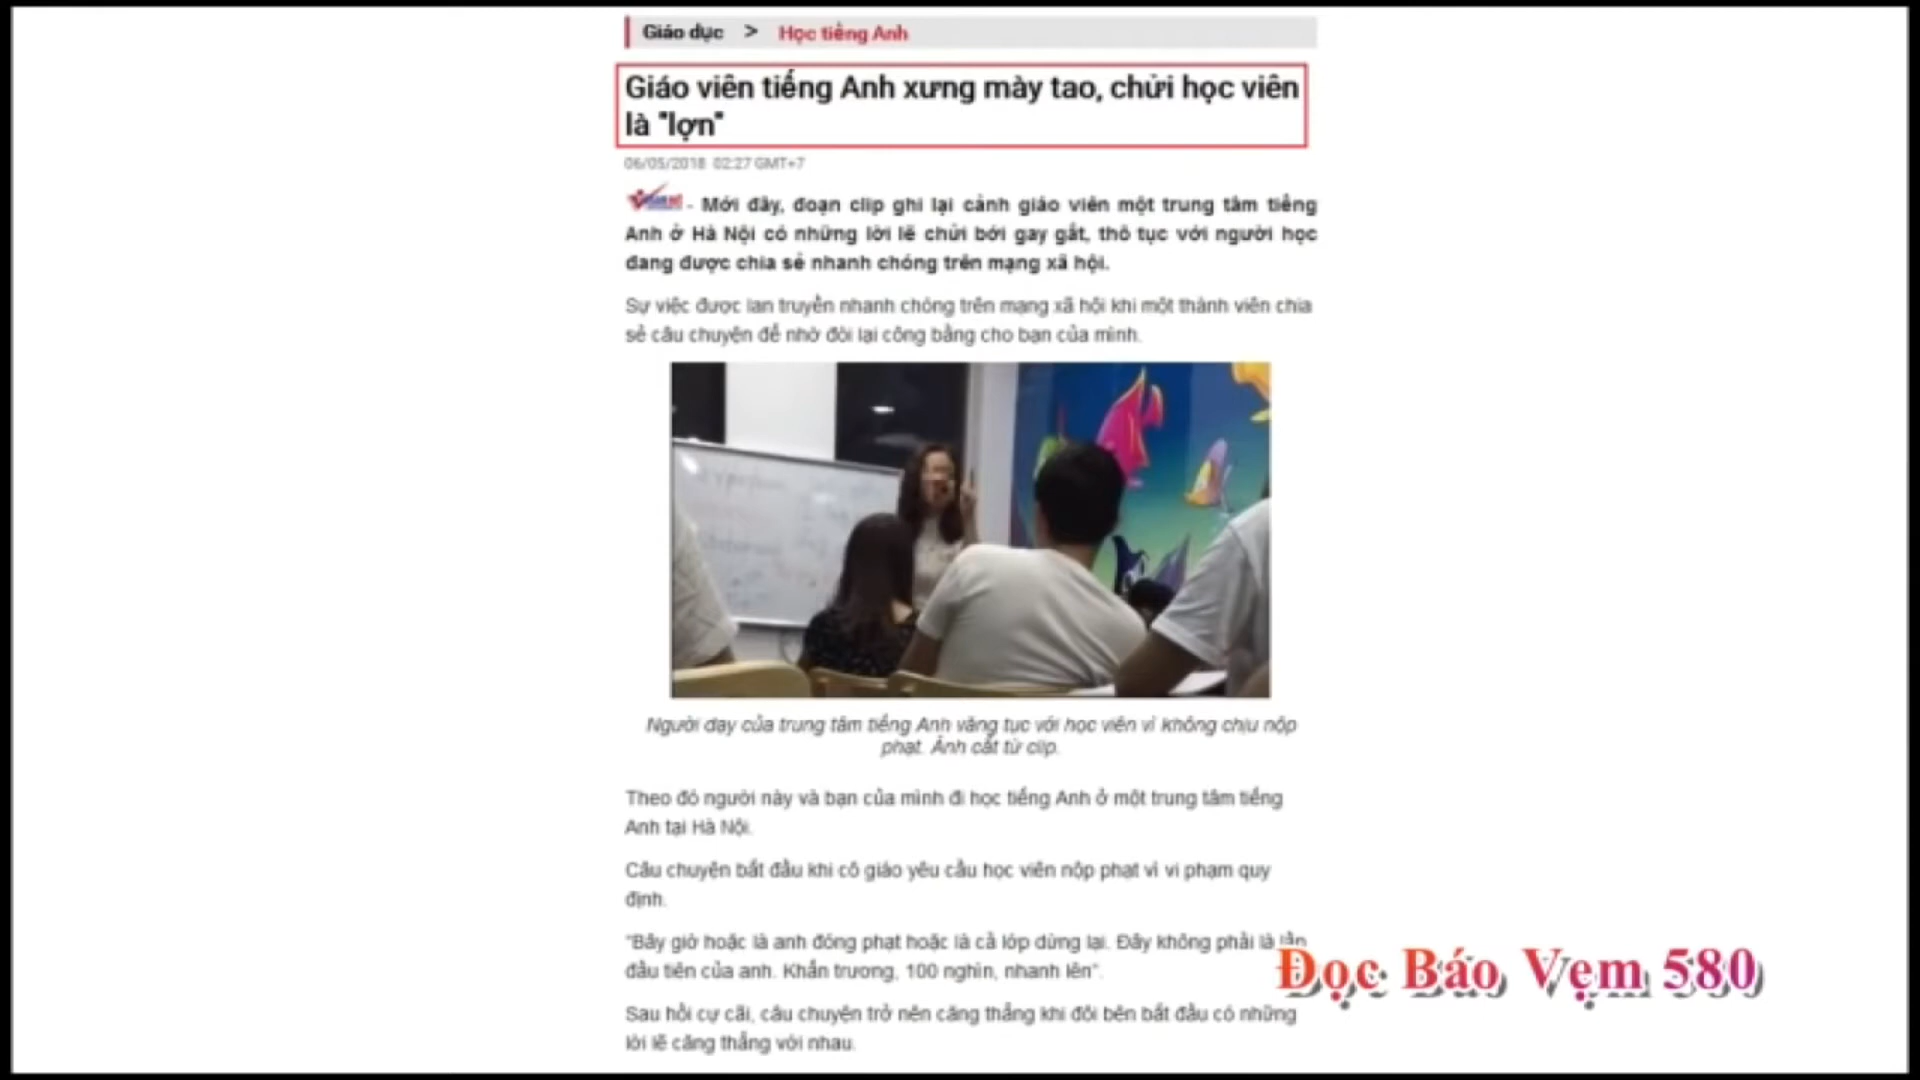 Giáo dục > Học tiếng Anh
Giáo viên tiếng Anh xưng mày tao, chửi học viên
là "lợn"
06/05/2018 02:27 GMT+7
- Mới đây, đoạn clip ghi lại cảnh giáo viên một trung tâm tiếng
Anh ở Hà Nội có những lời lẽ chửi bới gay gắt, thô tục với người học
đang được chia sẻ nhanh chóng trên mạng xã hội.
Sự việc được lan truyền nhanh chóng trên mạng xã hội khi một thành viên chia
sẻ câu chuyện để nhờ đòi lại công bằng cho bạn của mình.
Người dạy của trung tâm tiếng Anh văng tục với học viên vì không chịu nộp
phạt. Ảnh cắt từ clip.
Theo đó người này và bạn của mình đi học tiếng Anh ở một trung tâm tiếng
Anh tại Hà Nội.
Câu chuyện bắt đầu khi cô giáo yêu cầu học viên nộp phạt vì vi phạm quy
định.
"Bây giờ hoặc là anh đóng phạt hoặc là cả lớp dừng lại. Đây không phải là lần
đầu tiên của anh. Khẩn trương, 100 nghìn, nhanh lên".
Đọc Báo Vẹm 580
Sau hồi cự cãi, câu chuyện trở nên căng thẳng khi đôi bên bắt đầu có những
lời lẽ căng thẳng với nhau.